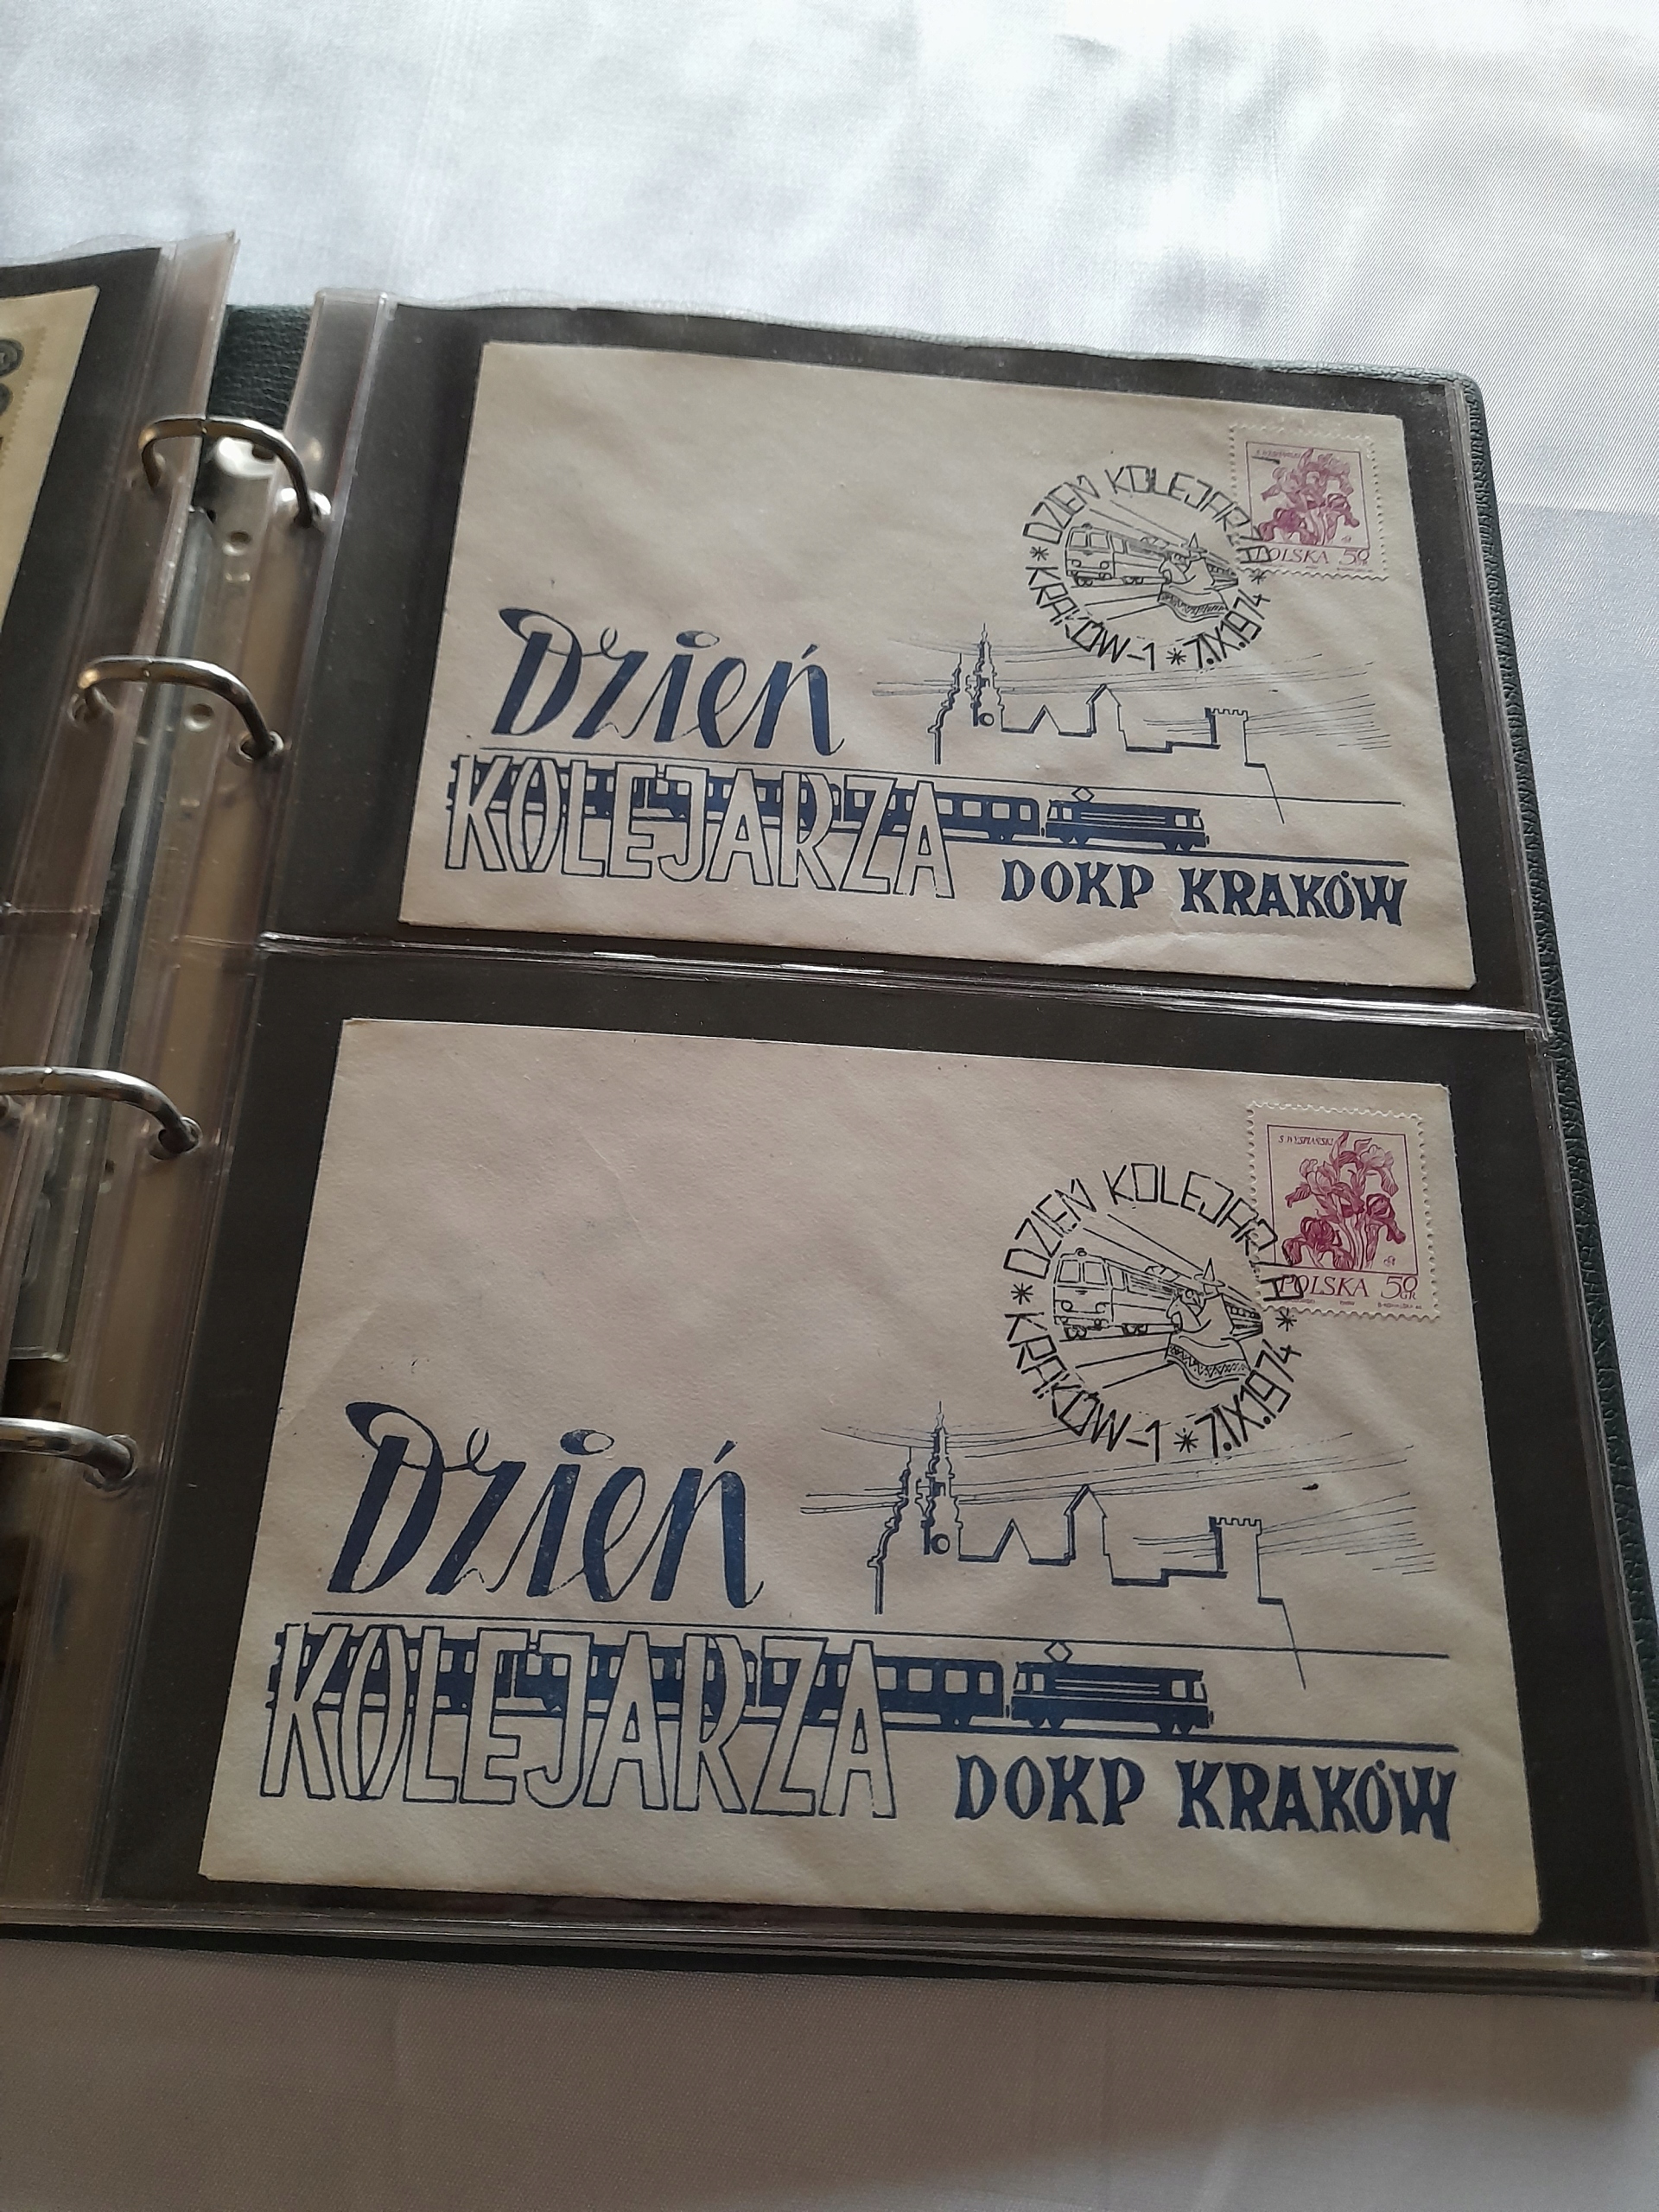 S WYSPIAŃSKI
POLSKA 50
GR
* DZIEŃ KOLEJARZA *
KRAKÓW-1 * 7.IX.1974
Dzień
KOLEJARZA
DOKP KRAKÓW
S WYSPIAŃSKI
POLSKA 50
GR
* DZIEŃ KOLEJARZA *
KRAKÓW-1 * 7.IX.1974
Dzień
KOLEJARZA
DOKP KRAKÓW